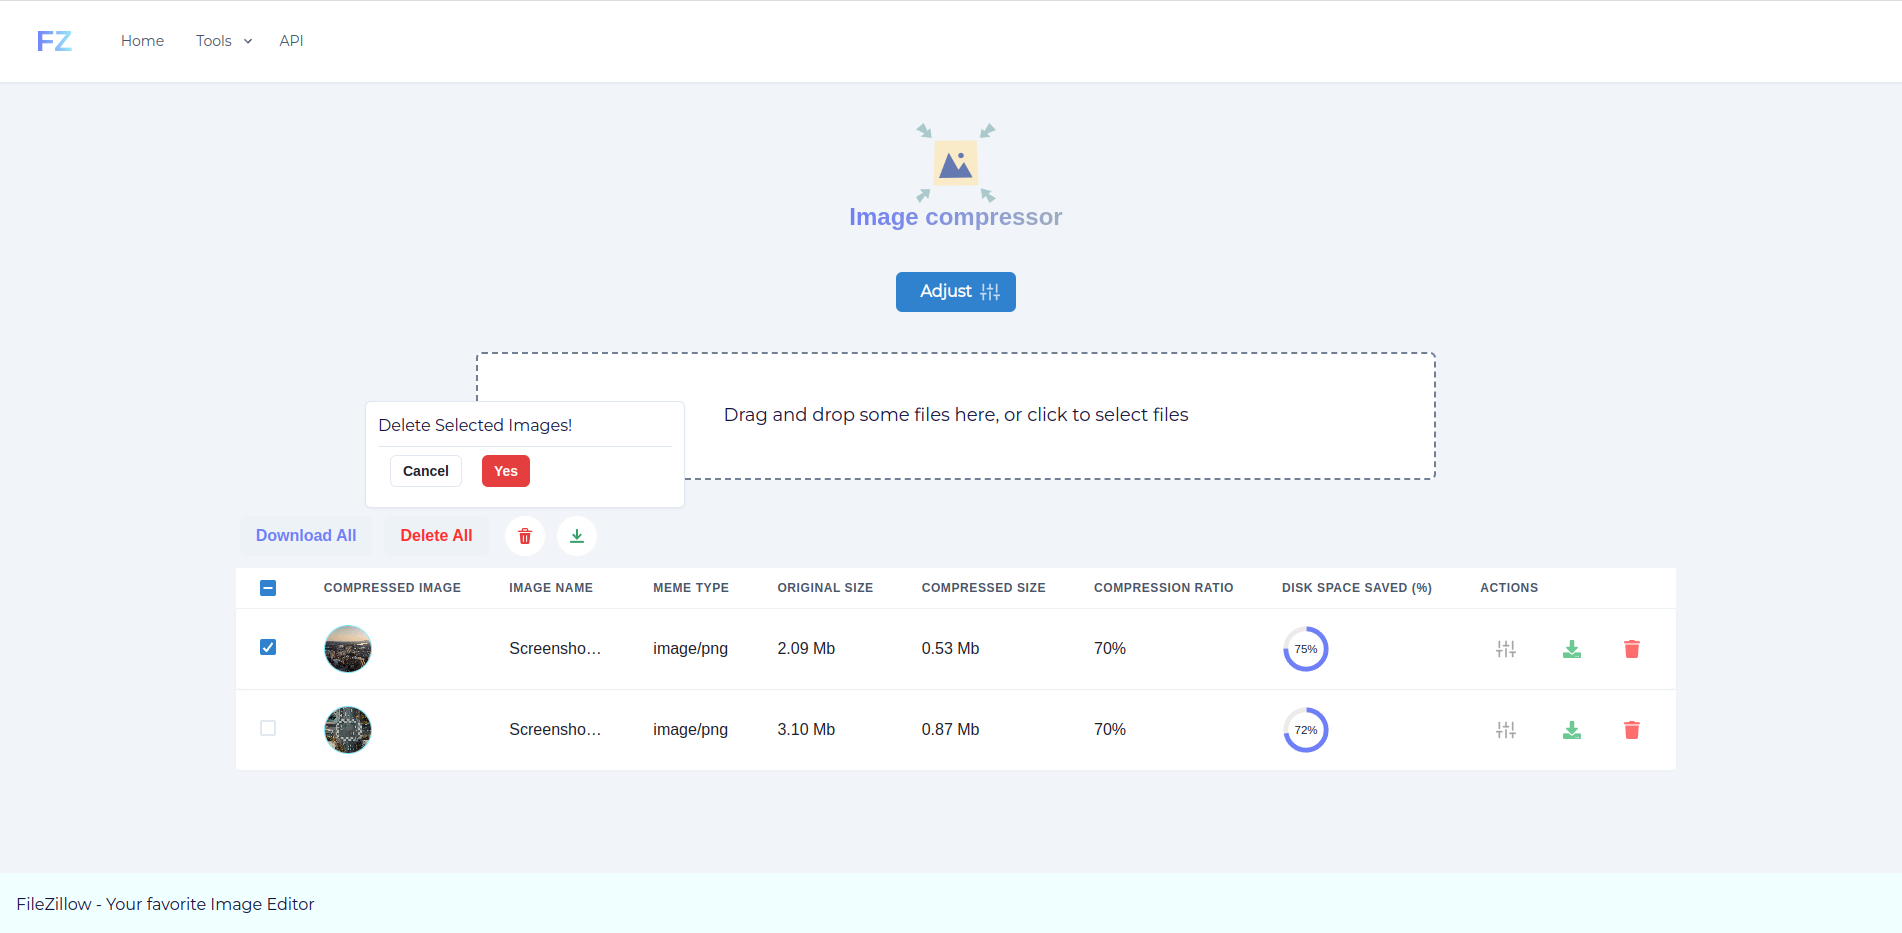 FZ Home Tools API
Image compressor
Adjust
Drag and drop some files here, or click to select files
Delete Selected Images!
Cancel Yes
Download All Delete All
COMPRESSED IMAGE IMAGE NAME MEME TYPE ORIGINAL SIZE COMPRESSED SIZE COMPRESSION RATIO DISK SPACE SAVED (%) ACTIONS
Screensho... image/png 2.09 Mb 0.53 Mb 70% 75%
Screensho... image/png 3.10 Mb 0.87 Mb 70% 72%
FileZillow - Your favorite Image Editor